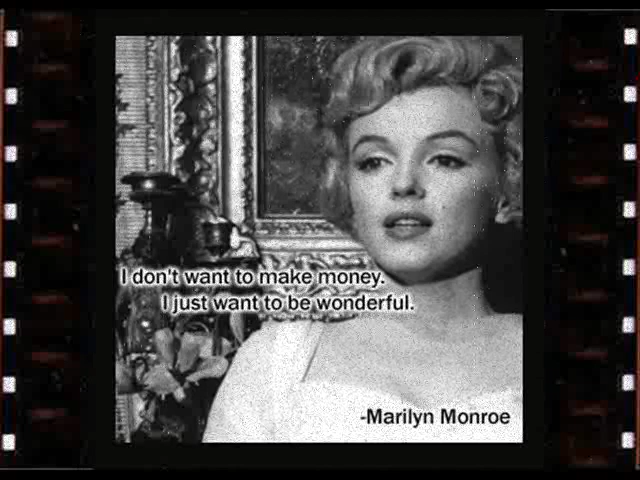 I don't want to make money.
I just want to be wonderful.
-Marilyn Monroe